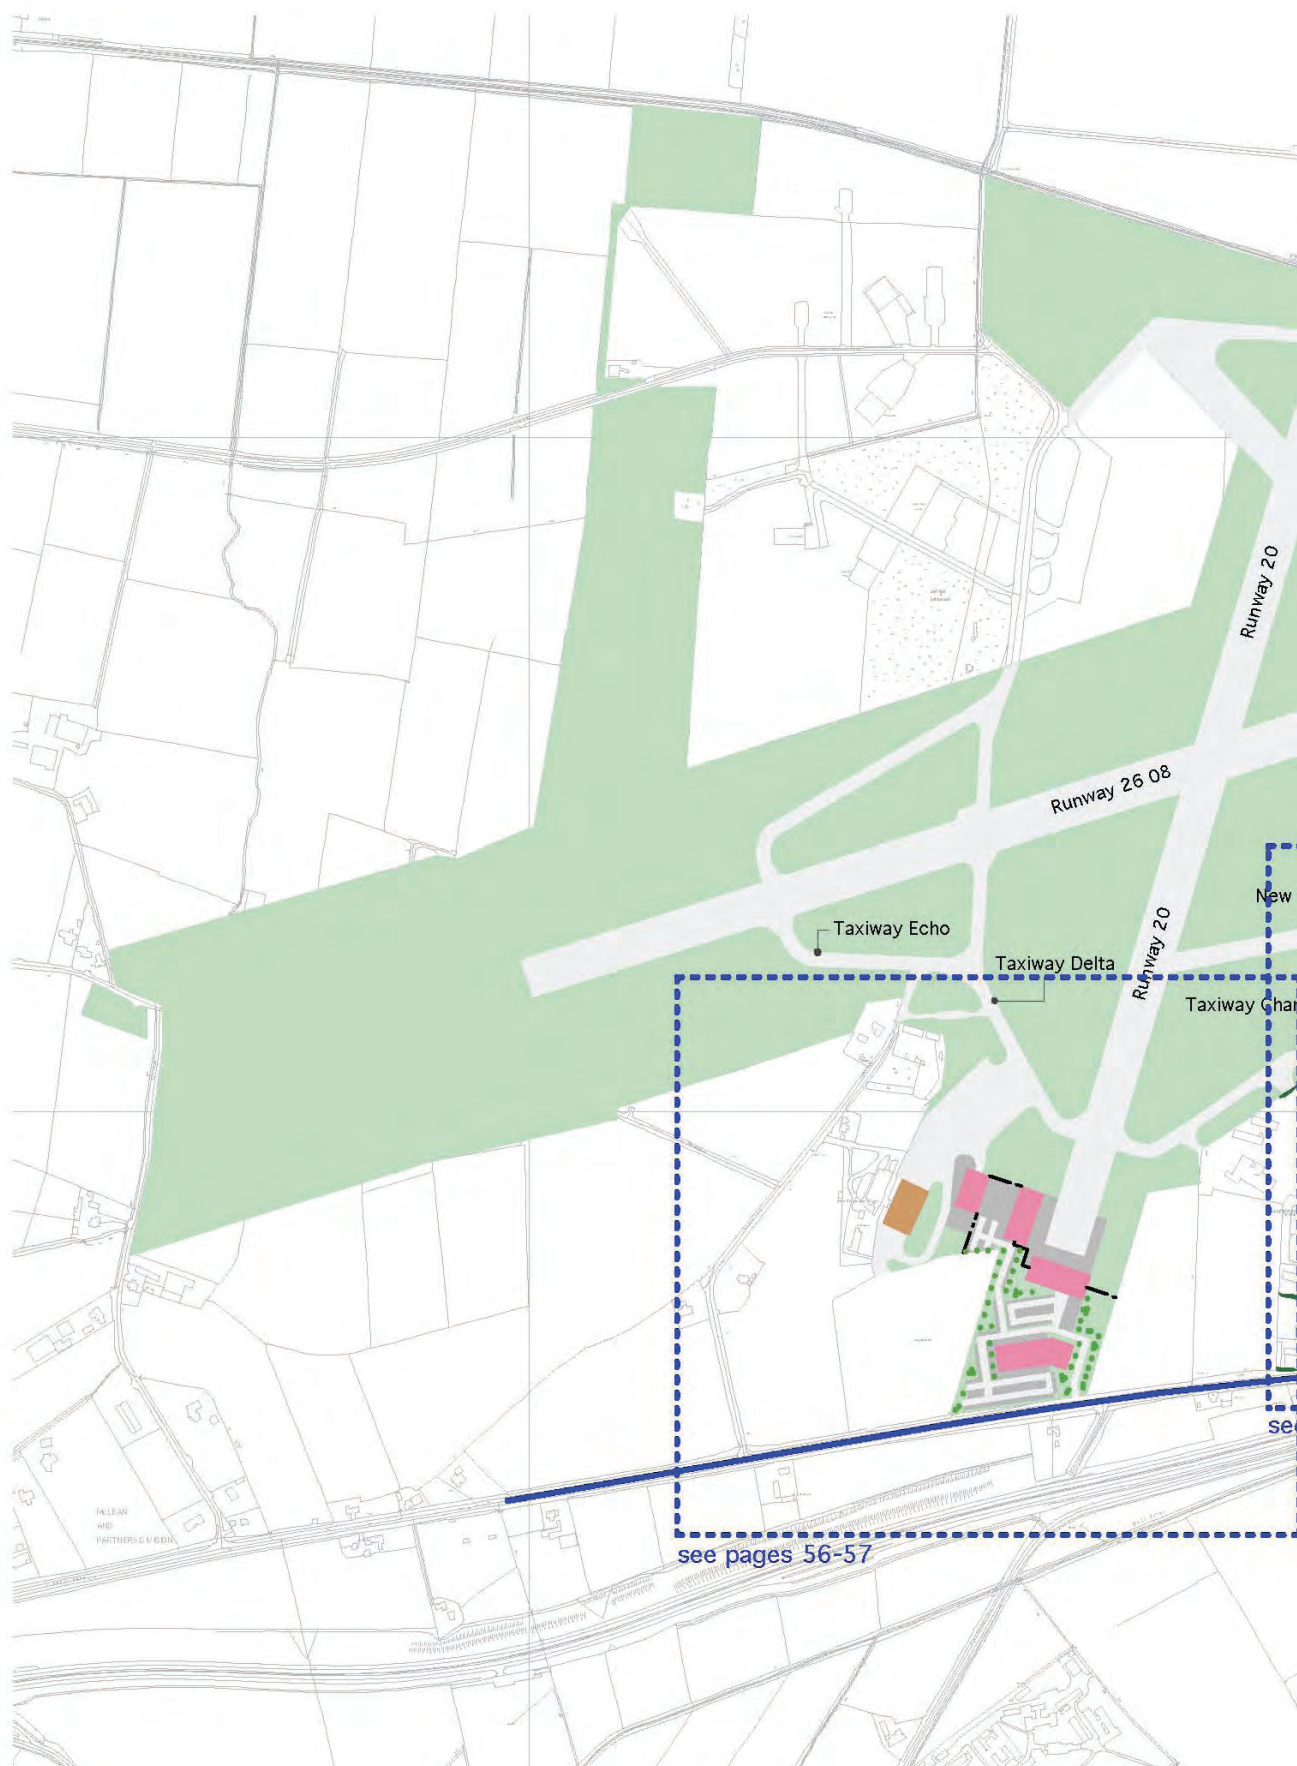 Runway 20
Runway 26 08
New
Taxiway Echo
Runway 20
Taxiway Delta
Taxiway Char
see
McLEAN
AND
PARTNERS DIVISION
see pages 56-57